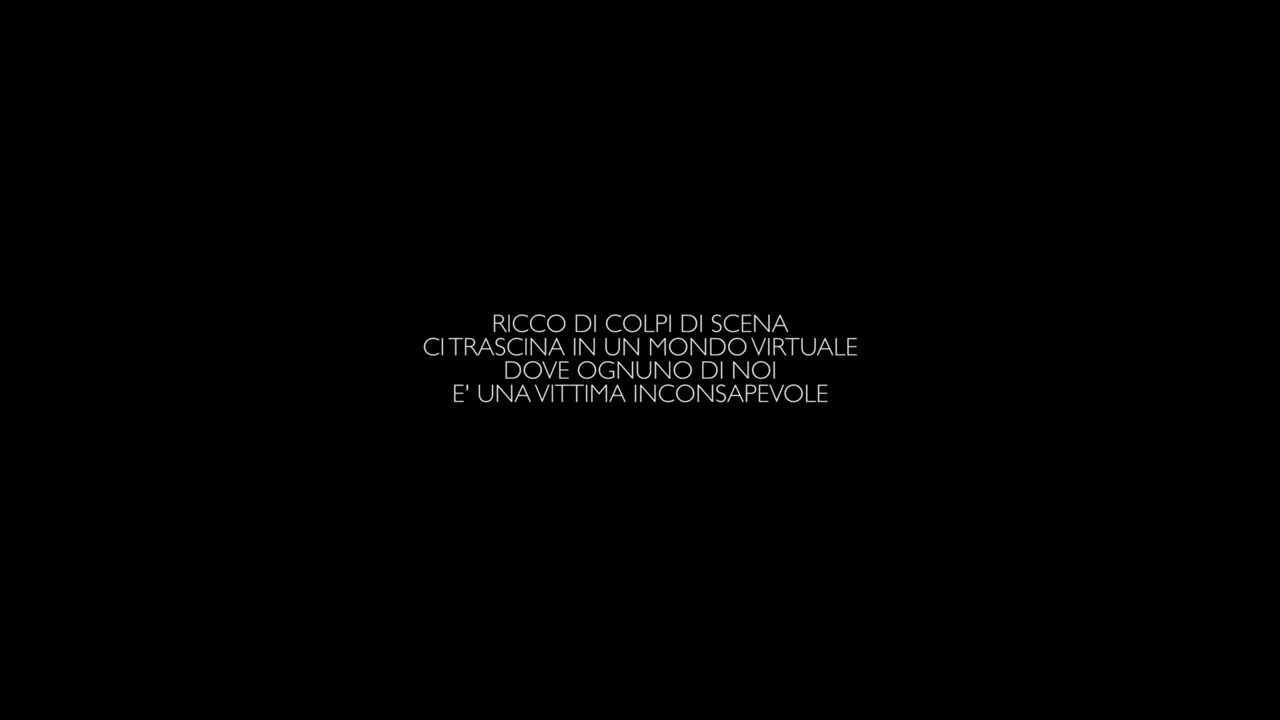 RICCO DI COLPI DI SCENA
CI TRASCINA IN UN MONDO VIRTUALE
DOVE OGNUNO DI NOI
E' UNA VITTIMA INCONSAPEVOLE